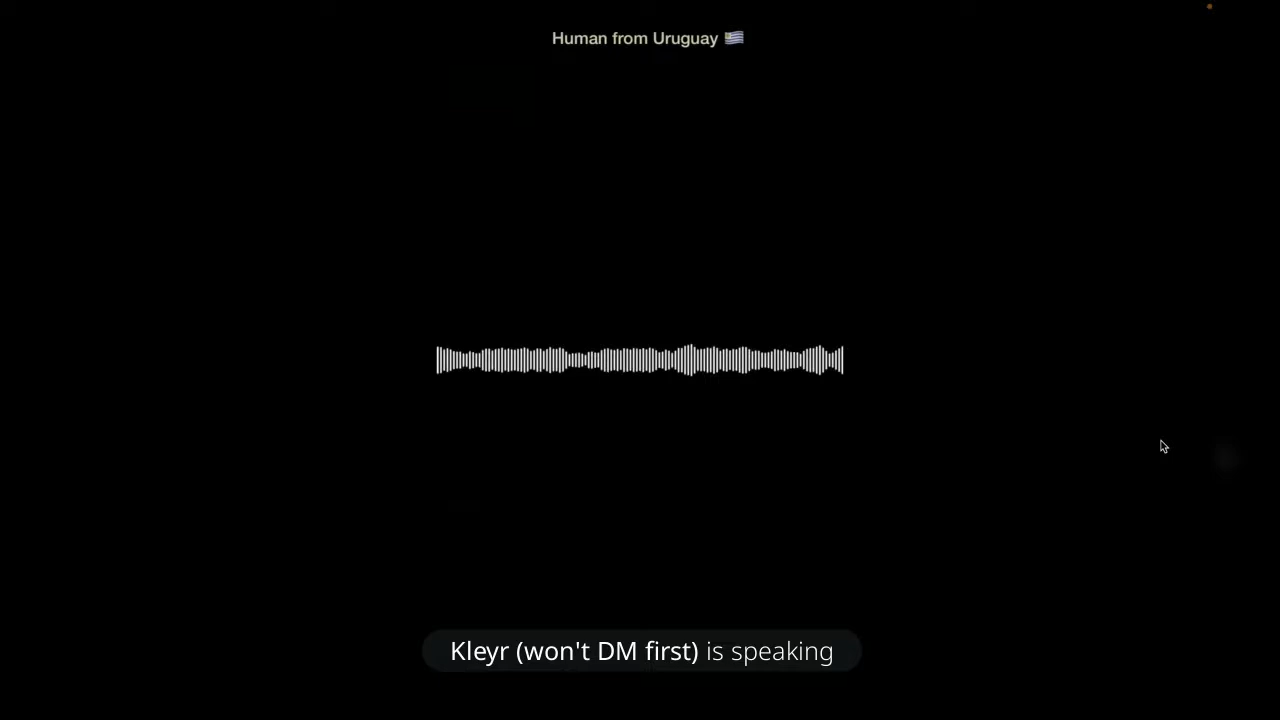 Human from Uruguay 🇺🇾
Kleyr (won't DM first) is speaking